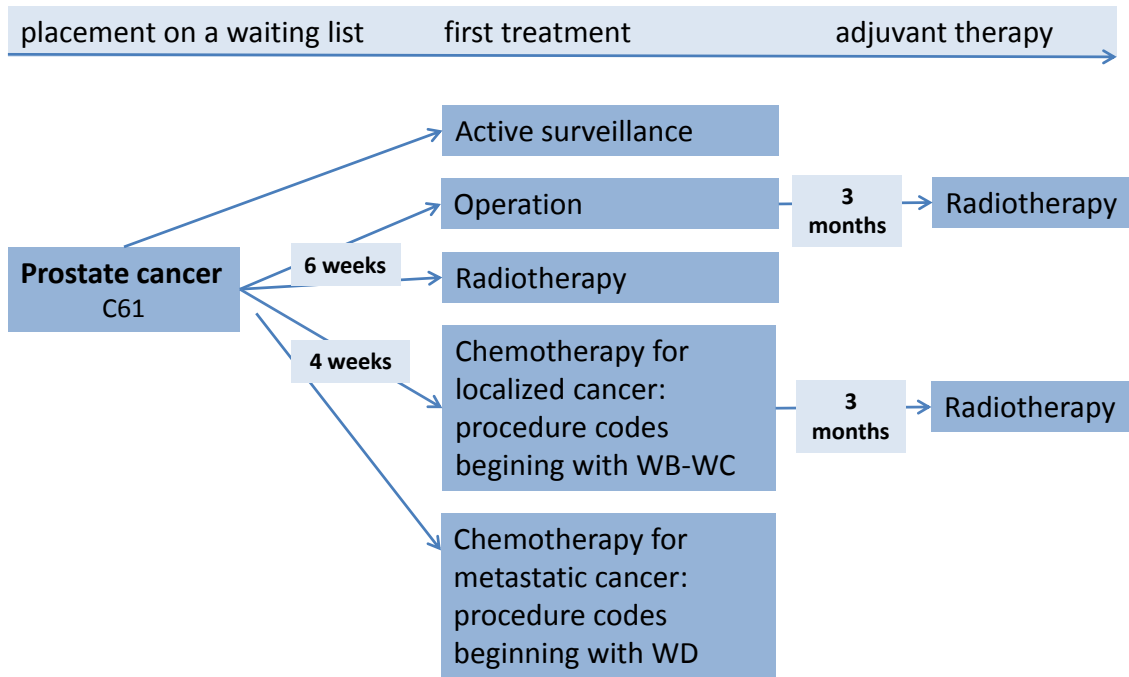 placement on a waiting list
first treatment
adjuvant therapy
Active surveillance
Operation
3
months
Radiotherapy
Prostate cancer
C61
6 weeks
Radiotherapy
4 weeks
Chemotherapy for
localized cancer:
procedure codes
begining with WB-WC
3
months
Radiotherapy
Chemotherapy for
metastatic cancer:
procedure codes
beginning with WD